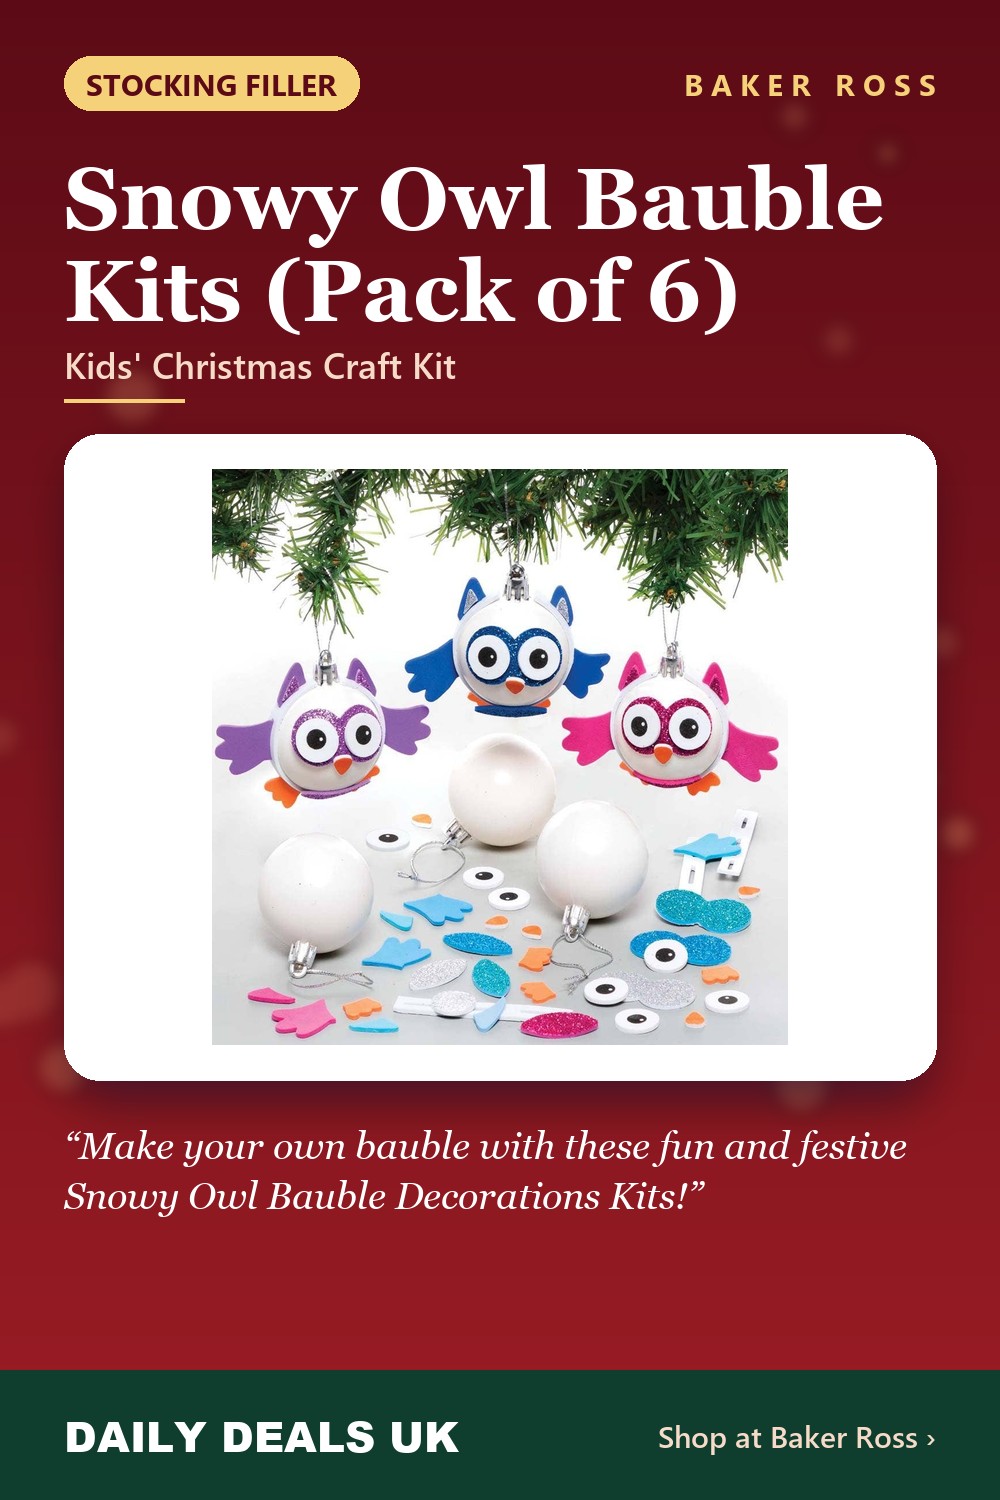 STOCKING FILLER
BAKER ROSS
Snowy Owl Bauble
Kits (Pack of 6)
Kids' Christmas Craft Kit
“Make your own bauble with these fun and festive
Snowy Owl Bauble Decorations Kits!”
DAILY DEALS UK
Shop at Baker Ross ›